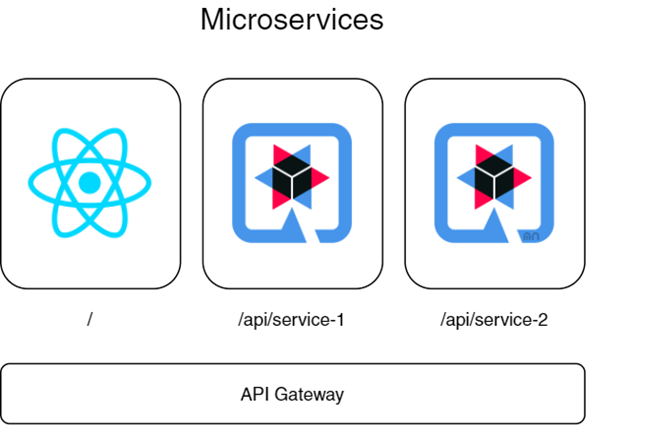 Microservices
/
/api/service-1
/api/service-2
API Gateway